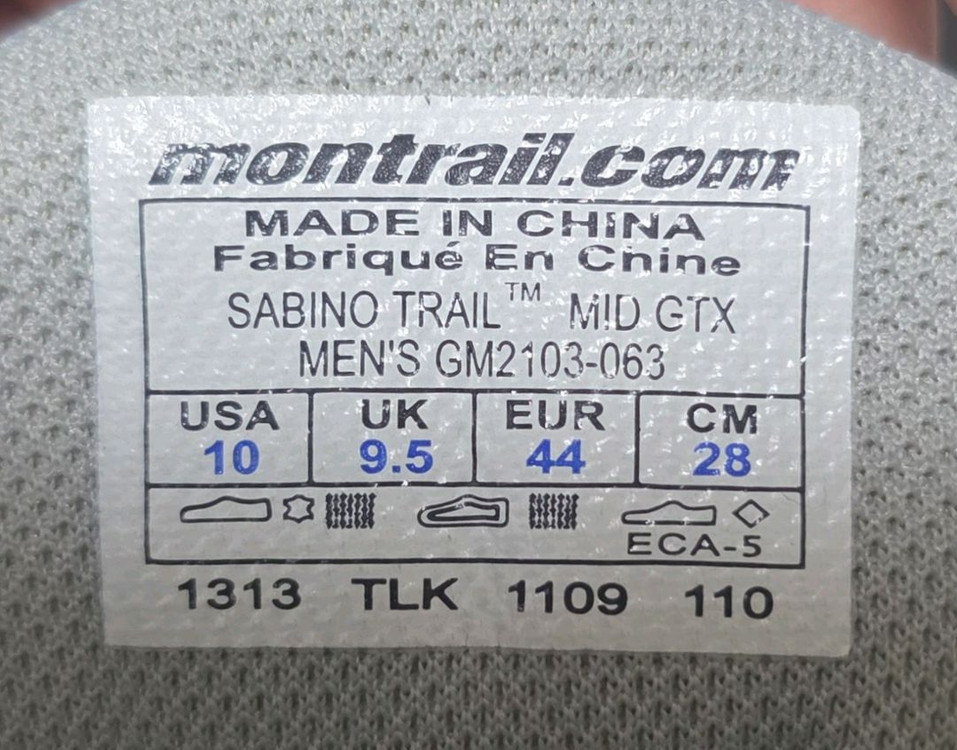 montrail.com
MADE IN CHINA
Fabriqué En Chine
SABINO TRAIL™ MID GTX
MEN'S GM2103-063
USA UK EUR CM
10 9.5 44 28
ECA-5
1313 TLK 1109 110